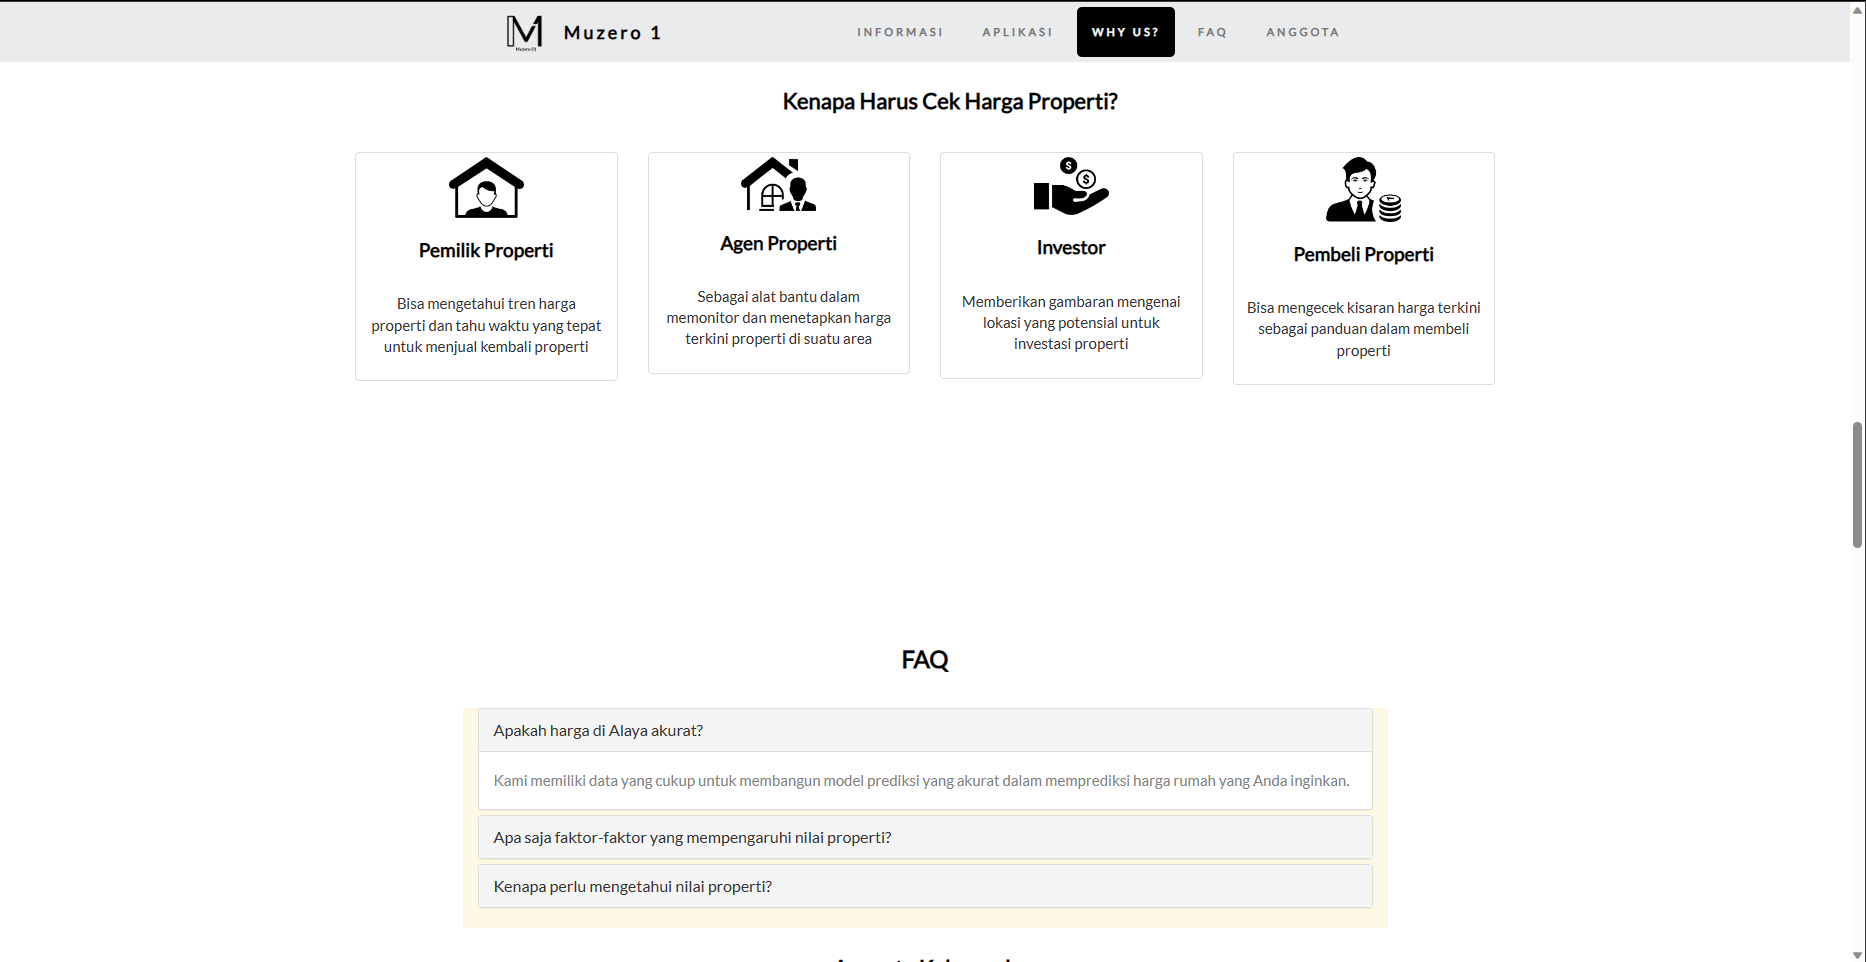 Muzero 01
Muzero 1
INFORMASI
APLIKASI
WHY US?
FAQ
ANGGOTA
Kenapa Harus Cek Harga Properti?
Pemilik Properti
Bisa mengetahui tren harga
properti dan tahu waktu yang tepat
untuk menjual kembali properti
Agen Properti
Sebagai alat bantu dalam
memonitor dan menetapkan harga
terkini properti di suatu area
Investor
Memberikan gambaran mengenai
lokasi yang potensial untuk
investasi properti
Pembeli Properti
Bisa mengecek kisaran harga terkini
sebagai panduan dalam membeli
properti
FAQ
Apakah harga di Alaya akurat?
Kami memiliki data yang cukup untuk membangun model prediksi yang akurat dalam memprediksi harga rumah yang Anda inginkan.
Apa saja faktor-faktor yang mempengaruhi nilai properti?
Kenapa perlu mengetahui nilai properti?